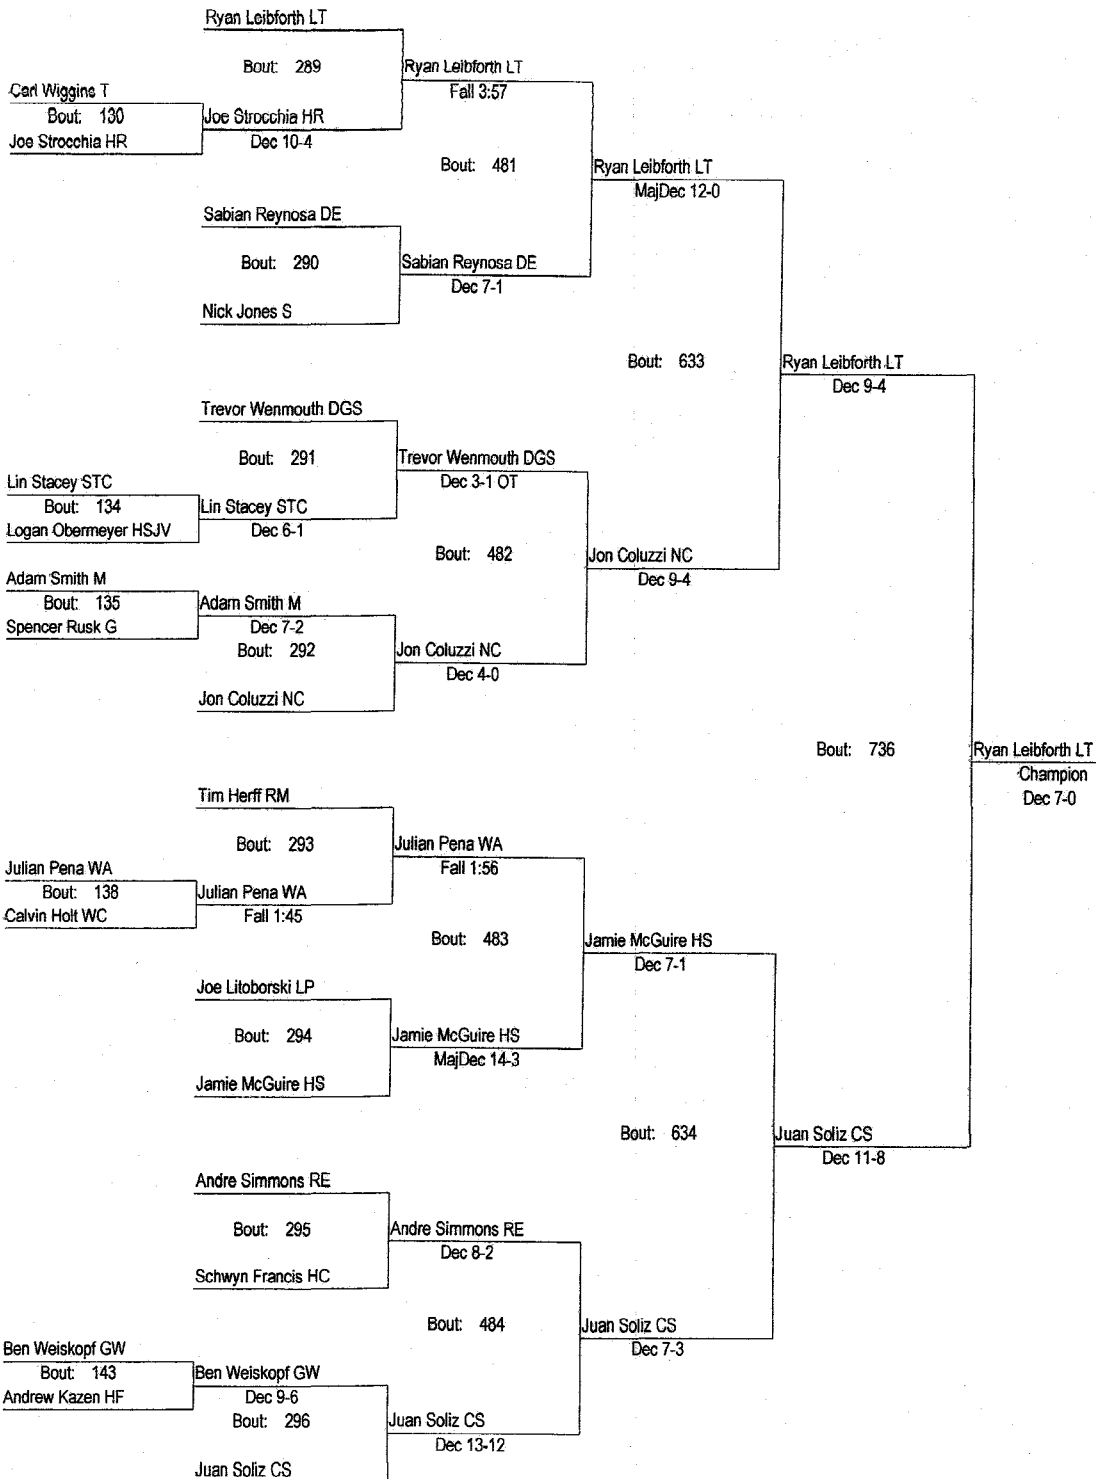 Ryan Leibforth LT
Bout: 289
Ryan Leibforth LT
Fall 3:57
Carl Wiggins T
Bout: 130
Joe Strocchia HR
Joe Strocchia HR
Dec 10-4
Bout: 481
Ryan Leibforth LT
MajDec 12-0
Sabian Reynosa DE
Bout: 290
Sabian Reynosa DE
Dec 7-1
Nick Jones S
Bout: 633
Ryan Leibforth LT
Dec 9-4
Trevor Wenmouth DGS
Bout: 291
Trevor Wenmouth DGS
Dec 3-1 OT
Lin Stacey STC
Bout: 134
Logan Obermeyer HSJV
Lin Stacey STC
Dec 6-1
Bout: 482
Jon Coluzzi NC
Dec 9-4
Adam Smith M
Bout: 135
Spencer Rusk G
Adam Smith M
Dec 7-2
Bout: 292
Jon Coluzzi NC
Dec 4-0
Jon Coluzzi NC
Bout: 736
Ryan Leibforth LT
Champion
Dec 7-0
Tim Herff RM
Bout: 293
Julian Pena WA
Fall 1:56
Julian Pena WA
Bout: 138
Calvin Holt WC
Julian Pena WA
Fall 1:45
Bout: 483
Jamie McGuire HS
Dec 7-1
Joe Litoborski LP
Bout: 294
Jamie McGuire HS
MajDec 14-3
Jamie McGuire HS
Bout: 634
Juan Soliz CS
Dec 11-8
Andre Simmons RE
Bout: 295
Andre Simmons RE
Dec 8-2
Schwyn Francis HC
Bout: 484
Juan Soliz CS
Dec 7-3
Ben Weiskopf GW
Bout: 143
Andrew Kazen HF
Ben Weiskopf GW
Dec 9-6
Bout: 296
Juan Soliz CS
Dec 13-12
Juan Soliz CS